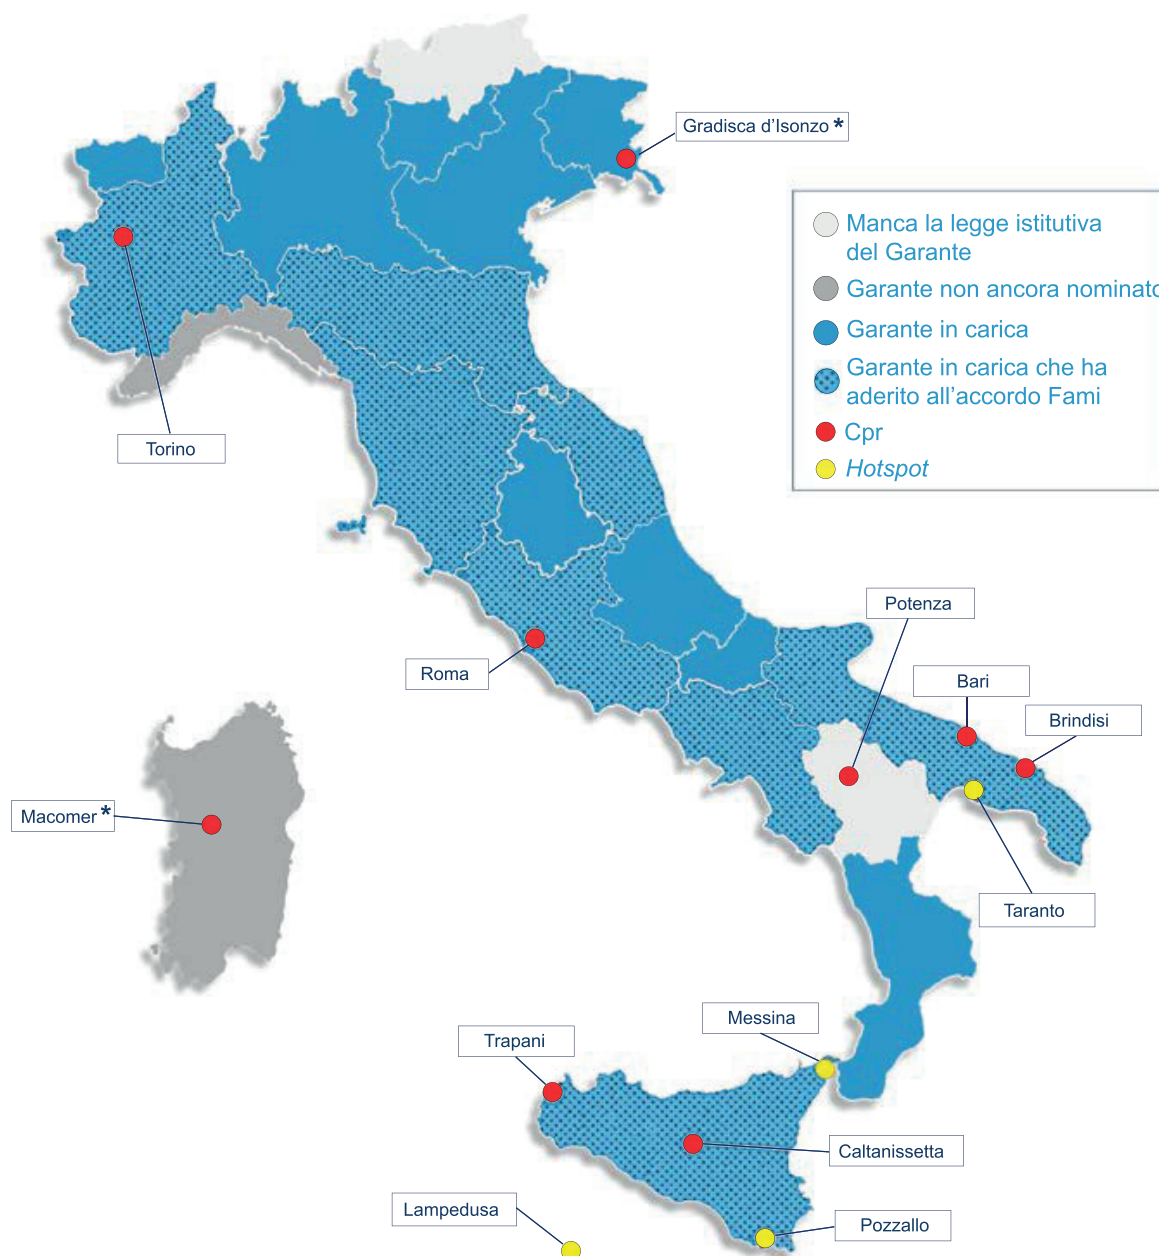 Gradisca d'Isonzo *
Manca la legge istitutiva
del Garante
Garante non ancora nominato
Garante in carica
Garante in carica che ha
aderito all'accordo Fami
Cpr
Hotspot
Torino
Potenza
Roma
Bari
Brindisi
Macomer *
Taranto
Messina
Trapani
Caltanissetta
Lampedusa
Pozzallo